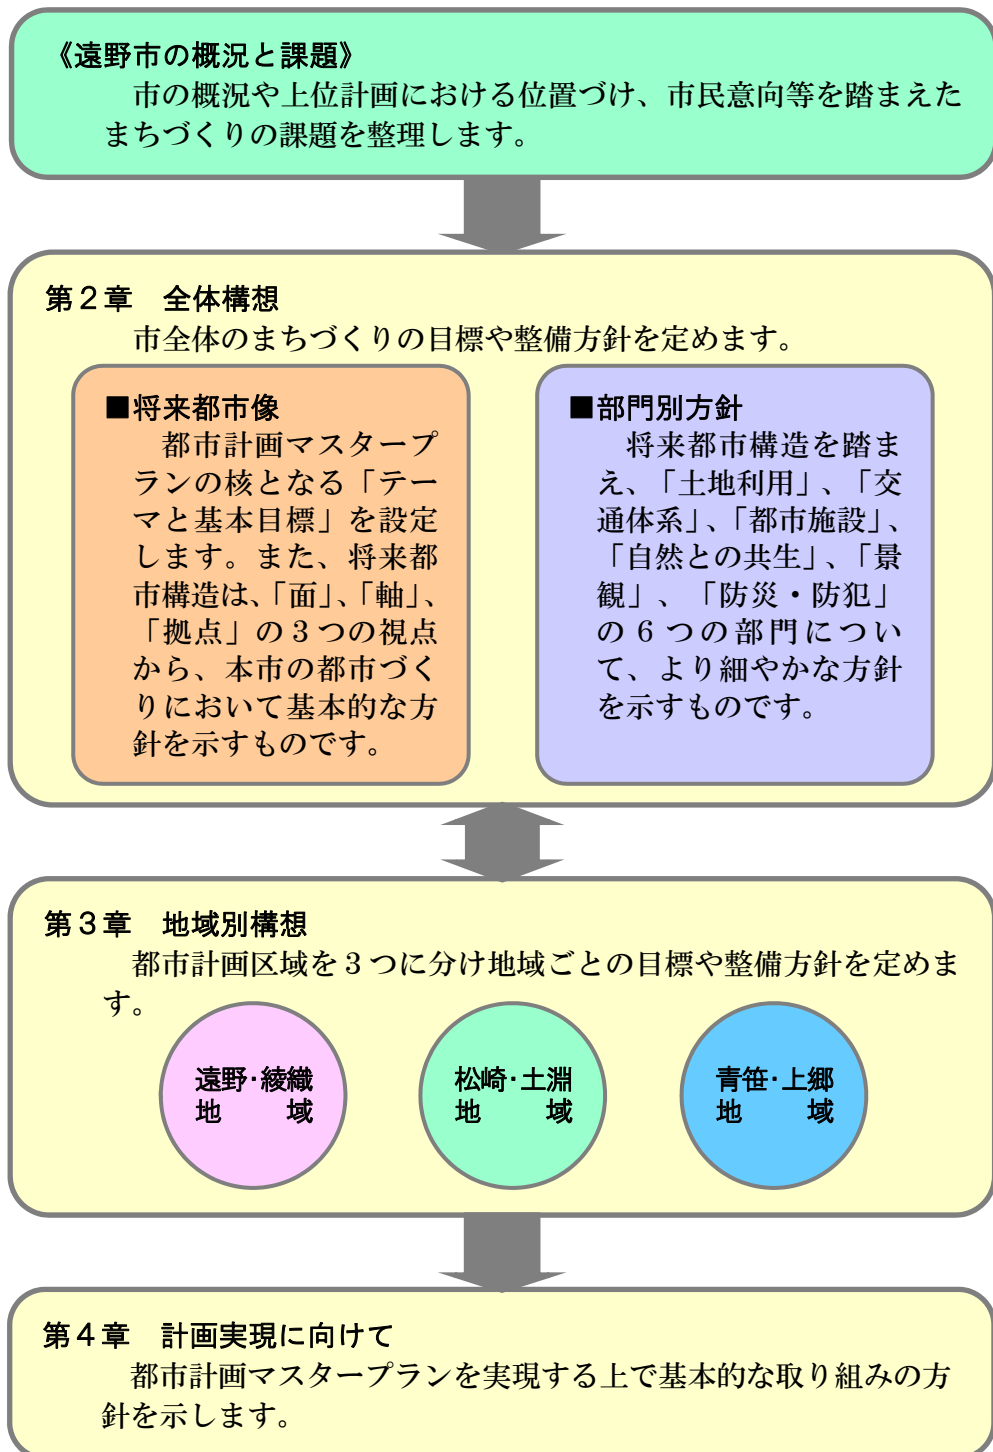 《遠野市の概況と課題》
市の概況や上位計画における位置づけ、市民意向等を踏まえた
まちづくりの課題を整理します。
第２章　全体構想
市全体のまちづくりの目標や整備方針を定めます。
■将来都市像
都市計画マスタープ
ランの核となる「テー
マと基本目標」を設定
します。また、将来都
市構造は、「面」、「軸」、
「拠点」の３つの視点
から、本市の都市づく
りにおいて基本的な方
針を示すものです。
■部門別方針
将来都市構造を踏ま
え、「土地利用」、「交
通体系」、「都市施設」、
「自然との共生」、「景
観」、「防災・防犯」
の６つの部門につい
て、より細やかな方針
を示すものです。
第３章　地域別構想
都市計画区域を３つに分け地域ごとの目標や整備方針を定めま
す。
遠野･綾織
地　　域
松崎･土淵
地　　域
青笹･上郷
地　　域
第４章　計画実現に向けて
都市計画マスタープランを実現する上で基本的な取り組みの方
針を示します。